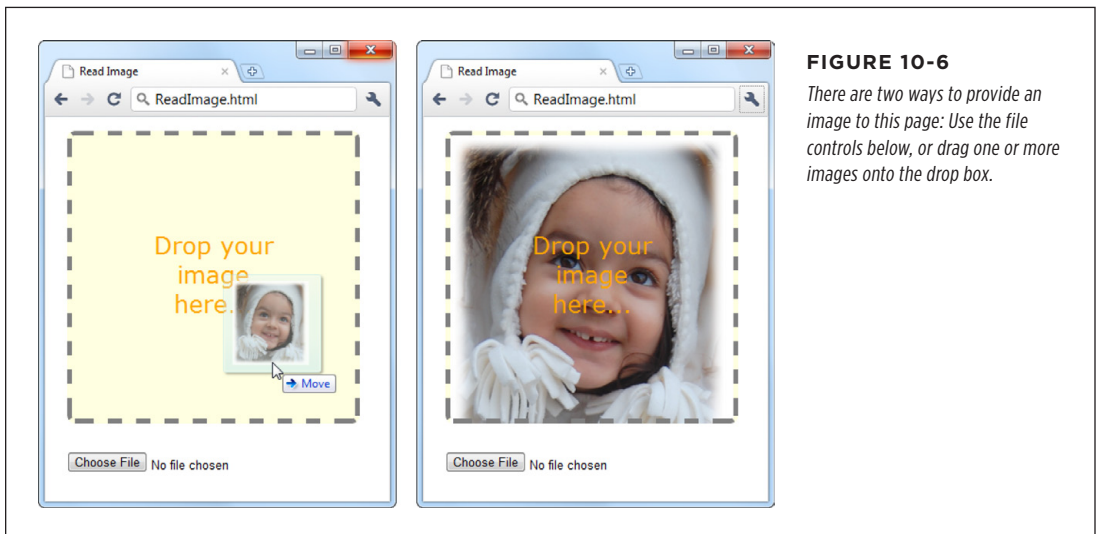 Read Image
ReadImage.html
Drop your
image
here.
Move
Choose File No file chosen
Read Image
ReadImage.html
Drop your
image
here...
Choose File No file chosen
FIGURE 10-6
There are two ways to provide an
image to this page: Use the file
controls below, or drag one or more
images onto the drop box.